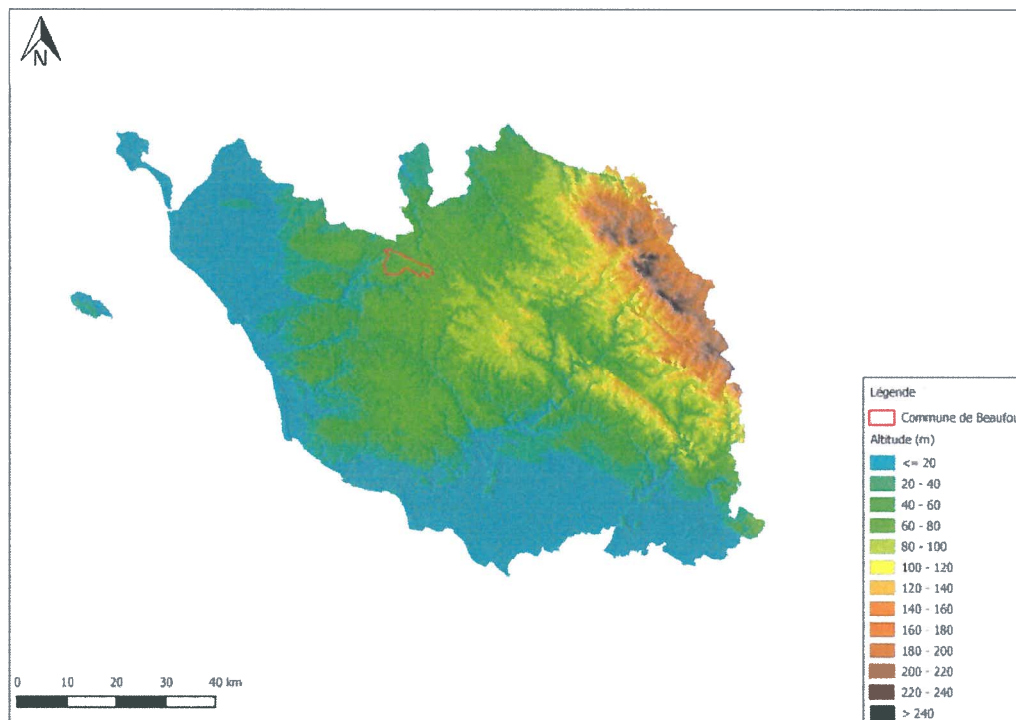 N
Légende
Commune de Beaufou
Altitude (m)
<= 20
20 - 40
40 - 60
60 - 80
80 - 100
100 - 120
120 - 140
140 - 160
160 - 180
180 - 200
200 - 220
220 - 240
> 240
0 10 20 30 40 km